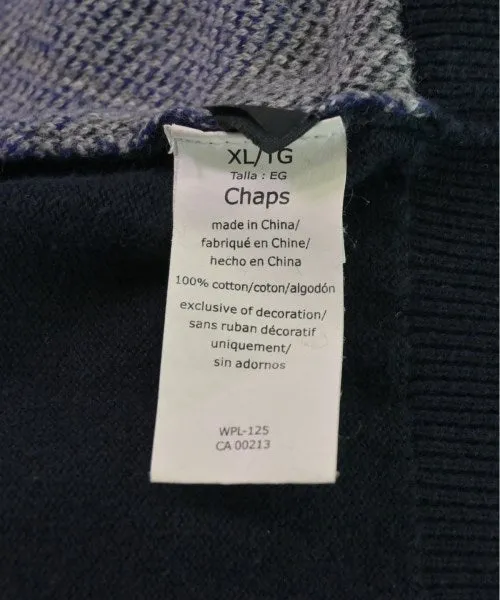 XL/TG
Talla : EG
Chaps
made in China/
fabriqué en Chine/
hecho en China
100% cotton/coton/algodón
exclusive of decoration/
sans ruban décoratif
uniquement/
sin adornos
WPL-125
CA 00213